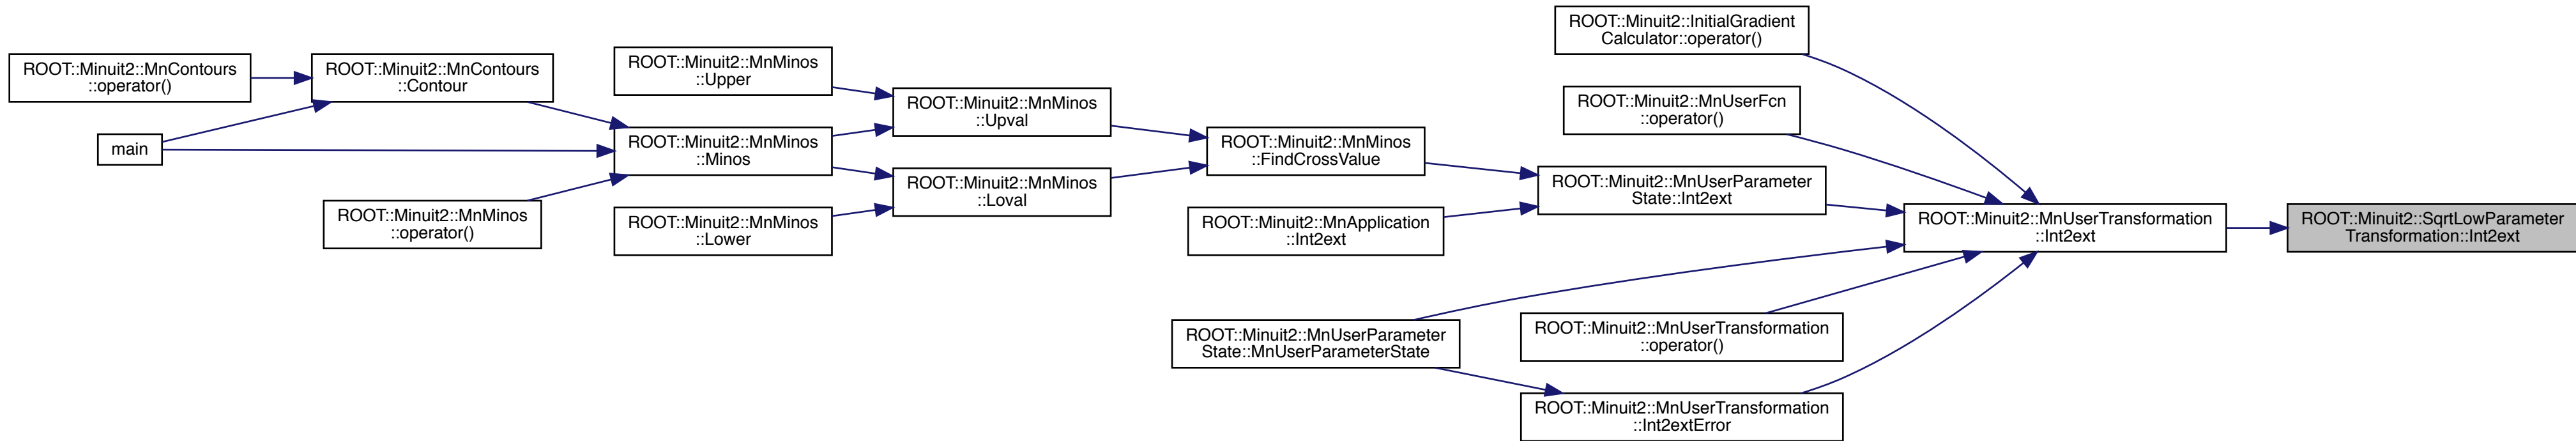 ROOT::Minuit2::MnContours
::operator()
main
ROOT::Minuit2::MnContours
::Contour
ROOT::Minuit2::MnMinos
::operator()
ROOT::Minuit2::MnMinos
::Upper
ROOT::Minuit2::MnMinos
::Minos
ROOT::Minuit2::MnMinos
::Lower
ROOT::Minuit2::MnMinos
::Upval
ROOT::Minuit2::MnMinos
::Loval
ROOT::Minuit2::MnMinos
::FindCrossValue
ROOT::Minuit2::MnApplication
::Int2ext
ROOT::Minuit2::MnUserParameter
State::MnUserParameterState
ROOT::Minuit2::InitialGradient
Calculator::operator()
ROOT::Minuit2::MnUserFcn
::operator()
ROOT::Minuit2::MnUserParameter
State::Int2ext
ROOT::Minuit2::MnUserTransformation
::operator()
ROOT::Minuit2::MnUserTransformation
::Int2extError
ROOT::Minuit2::MnUserTransformation
::Int2ext
ROOT::Minuit2::SqrtLowParameter
Transformation::Int2ext